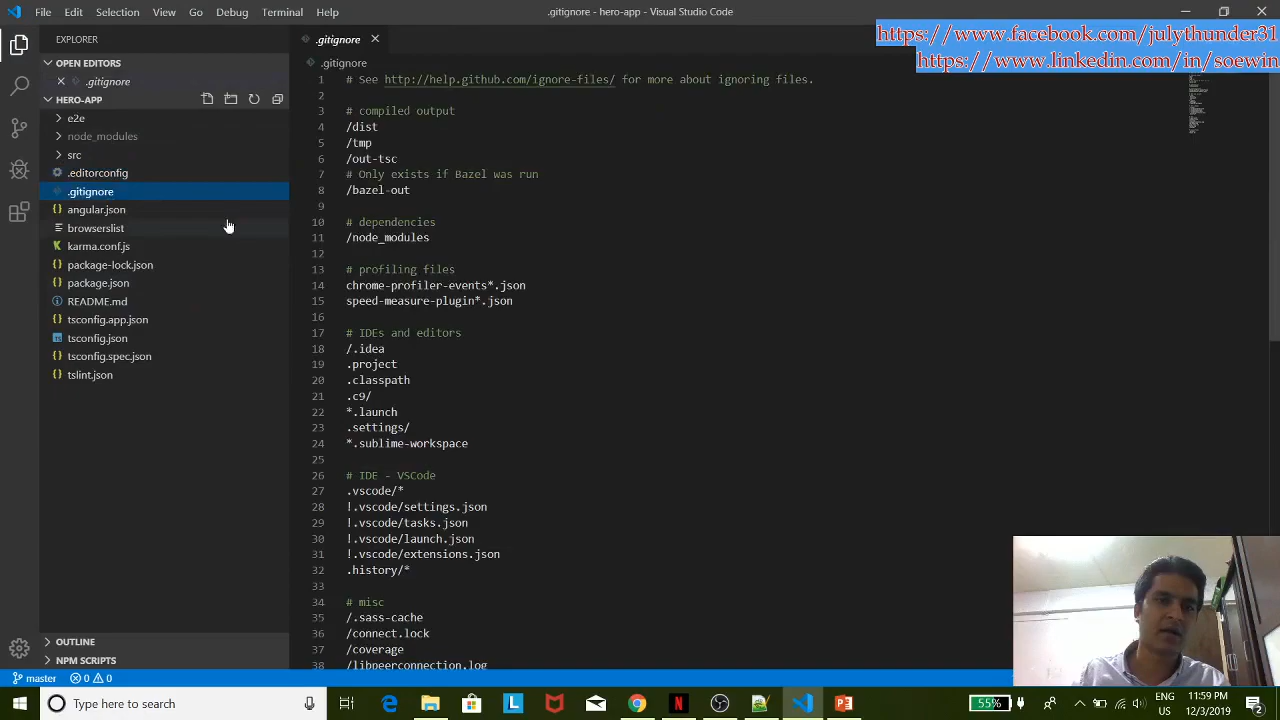 File Edit Selection View Go Debug Terminal Help
.gitignore - hero-app - Visual Studio Code
https://www.facebook.com/julythunder31
https://www.linkedin.com/in/soewin
EXPLORER
OPEN EDITORS
.gitignore
HERO-APP
e2e
node_modules
src
.editorconfig
.gitignore
angular.json
browserslist
karma.conf.js
package-lock.json
package.json
README.md
tsconfig.app.json
tsconfig.json
tsconfig.spec.json
tslint.json
OUTLINE
NPM SCRIPTS
.gitignore
.gitignore
1 # See http://help.github.com/ignore-files/ for more about ignoring files.
2
3 # compiled output
4 /dist
5 /tmp
6 /out-tsc
7 # Only exists if Bazel was run
8 /bazel-out
9
10 # dependencies
11 /node_modules
12
13 # profiling files
14 chrome-profiler-events*.json
15 speed-measure-plugin*.json
16
17 # IDEs and editors
18 /.idea
19 .project
20 .classpath
21 .c9/
22 *.launch
23 .settings/
24 *.sublime-workspace
25
26 # IDE - VSCode
27 .vscode/*
28 !.vscode/settings.json
29 !.vscode/tasks.json
30 !.vscode/launch.json
31 !.vscode/extensions.json
32 .history/*
33
34 # misc
35 /.sass-cache
36 /connect.lock
37 /coverage
38 /libpeerconnection.log
master 0 0
Type here to search
55%
ENG
US
11:59 PM
12/3/2019
2